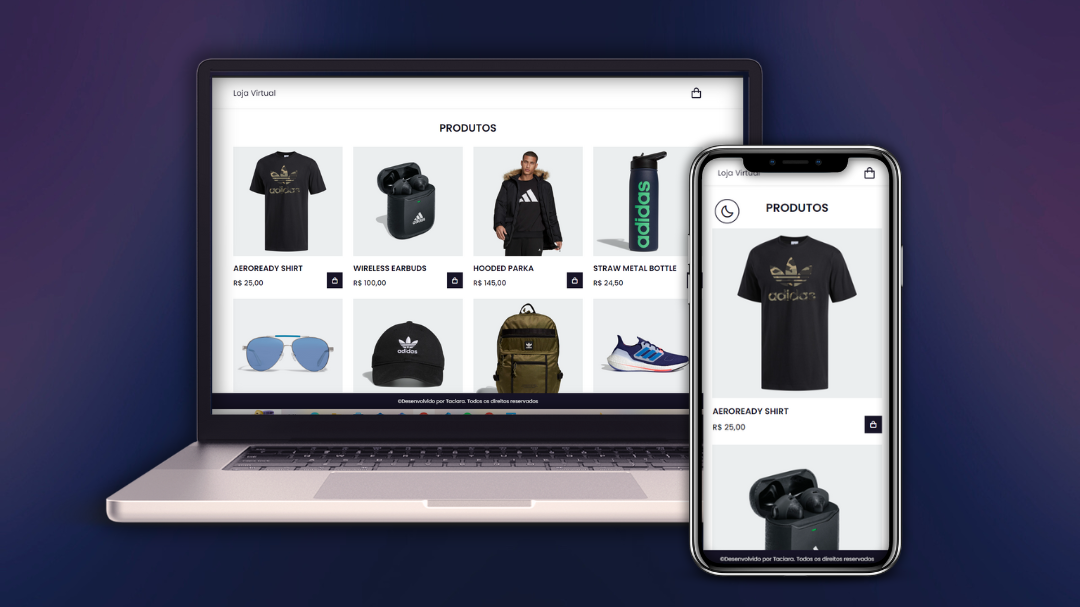 Loja Virtual
PRODUTOS
adidas
adidas
AEROREADY SHIRT
R$ 25,00
WIRELESS EARBUDS
R$ 100,00
HOODED PARKA
R$ 145,00
STRAW METAL BOTTLE
R$ 24,50
adidas
©Desenvolvido por Taciara. Todos os direitos reservados
Loja Virtual
PRODUTOS
adidas
AEROREADY SHIRT
R$ 25,00
©Desenvolvido por Taciara. Todos os direitos reservados